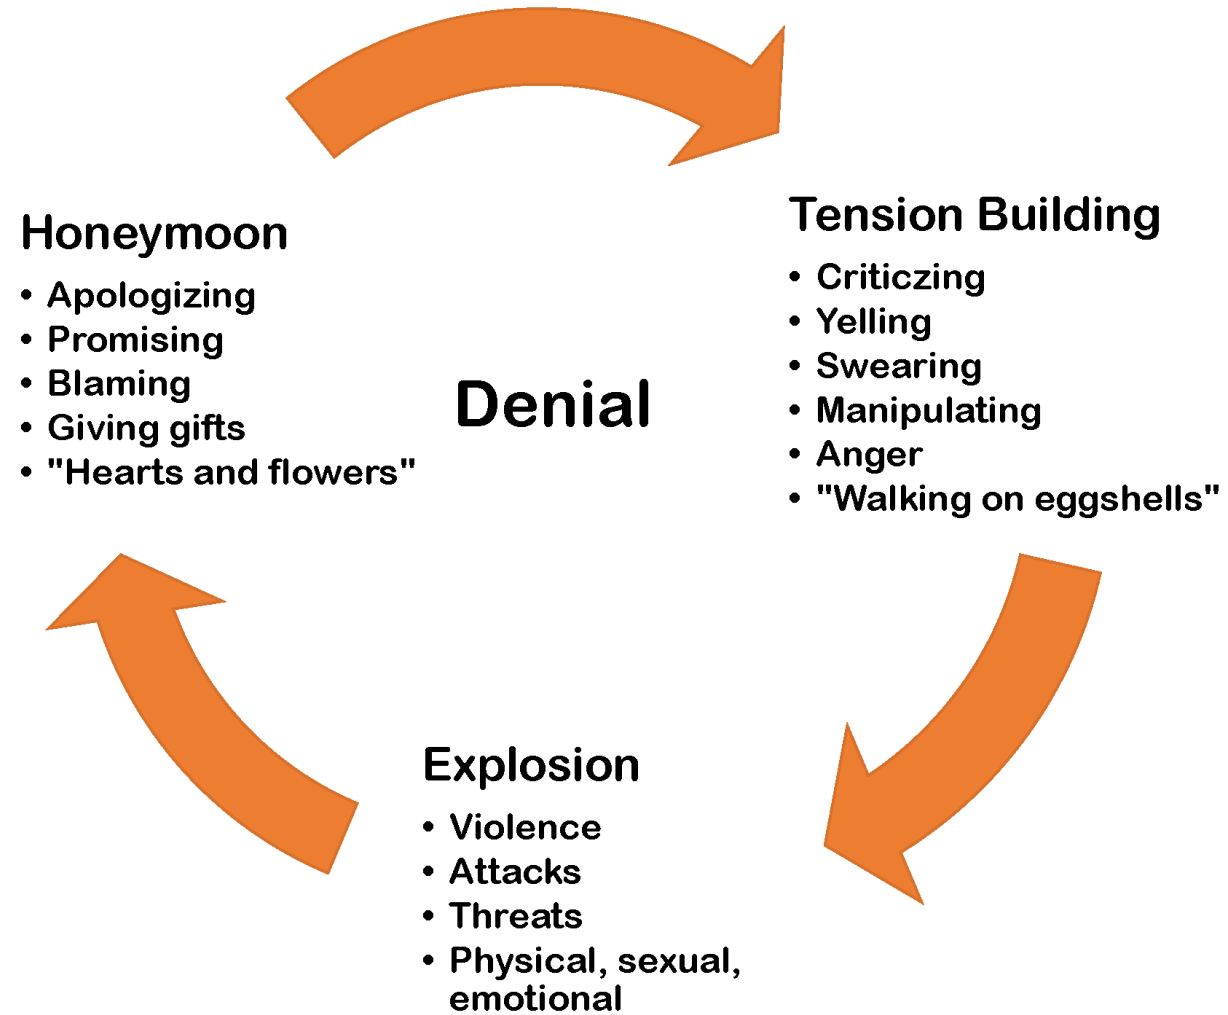 Honeymoon
• Apologizing
• Promising
• Blaming
• Giving gifts
• "Hearts and flowers"
Denial
Tension Building
• Criticzing
• Yelling
• Swearing
• Manipulating
• Anger
• "Walking on eggshells"
Explosion
• Violence
• Attacks
• Threats
• Physical, sexual,
emotional